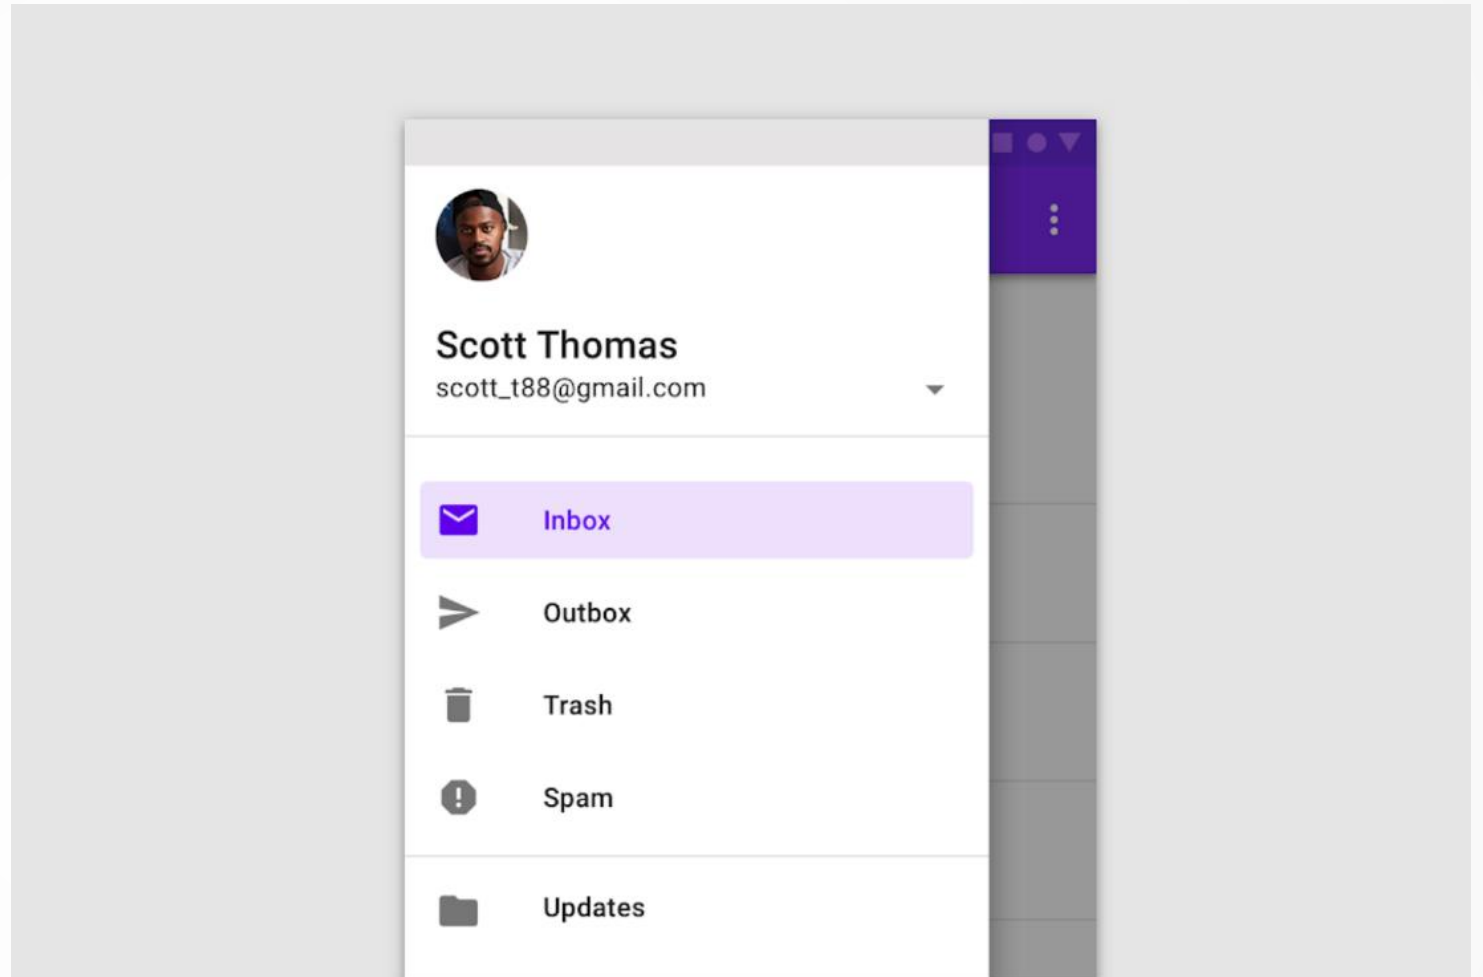 Scott Thomas
scott_t88@gmail.com
Inbox
Outbox
Trash
Spam
Updates